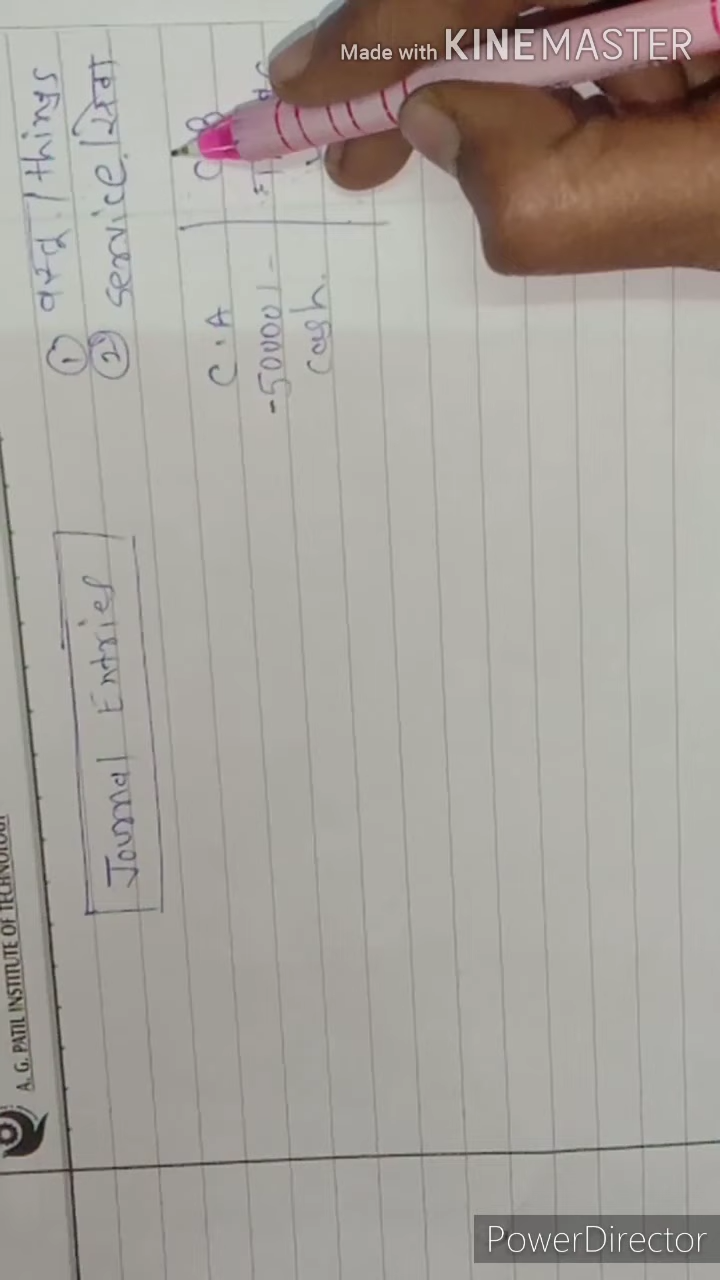 Made with KINEMASTER
A. G. PATIL INSTITUTE OF TECHNOLOGY
Journal Entries
① वस्तू / things
② service / सेवा
C.A
-50000/-
cash.
PowerDirector